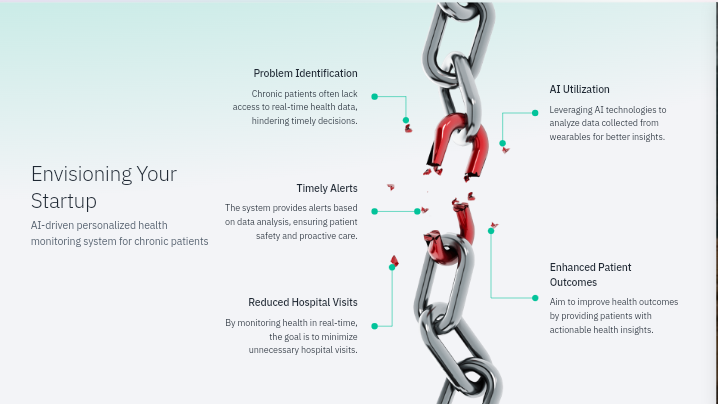 Envisioning Your
Startup
AI-driven personalized health
monitoring system for chronic patients
Problem Identification
Chronic patients often lack
access to real-time health data,
hindering timely decisions.
Timely Alerts
The system provides alerts based
on data analysis, ensuring patient
safety and proactive care.
Reduced Hospital Visits
By monitoring health in real-time,
the goal is to minimize
unnecessary hospital visits.
AI Utilization
Leveraging AI technologies to
analyze data collected from
wearables for better insights.
Enhanced Patient
Outcomes
Aim to improve health outcomes
by providing patients with
actionable health insights.